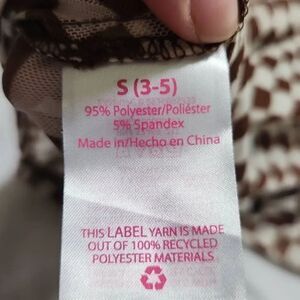 S (3-5)
95% Polyester/Poliéster
5% Spandex
Made in/Hecho en China
THIS LABEL YARN IS MADE
OUT OF 100% RECYCLED
POLYESTER MATERIALS